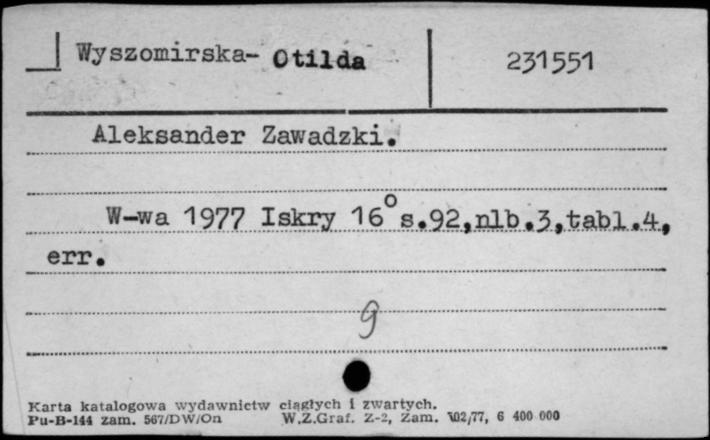 Wyszomirska- Otilda 231551
Aleksander Zawadzki.
W-wa 1977 Iskry 16° s.92,nlb.3,tabl.4,
err.
9
Karta katalogowa wydawnictw ciągłych i zwartych.
Pu-B-144 zam. 567/DW/On W.Z.Graf. Z-2, Zam. 102/77, 6 400 000